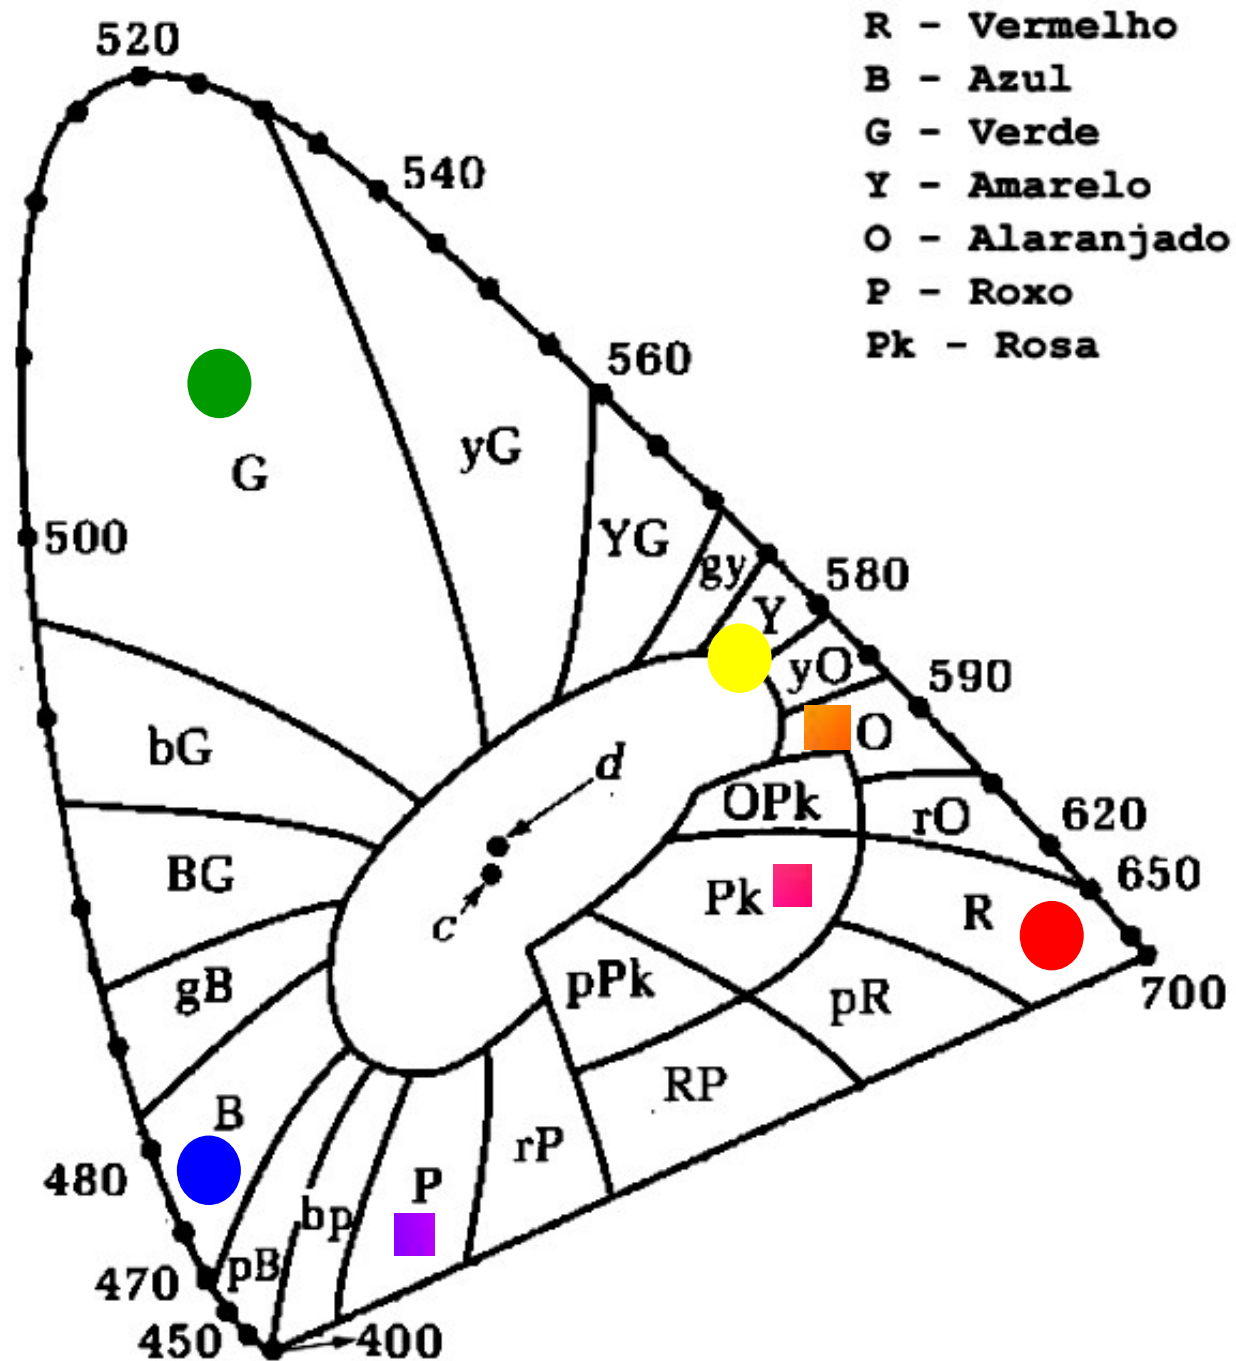 520
R - Vermelho
B - Azul
G - Verde
Y - Amarelo
O - Alaranjado
P - Roxo
Pk - Rosa
540
560
yG
G
500
YG
gy
580
Y
yO
590
bG
O
d
OPk
rO
620
BG
650
Pk
R
c
gB
pPk
pR
700
RP
B
rP
480
P
bp
pB
470
450
400